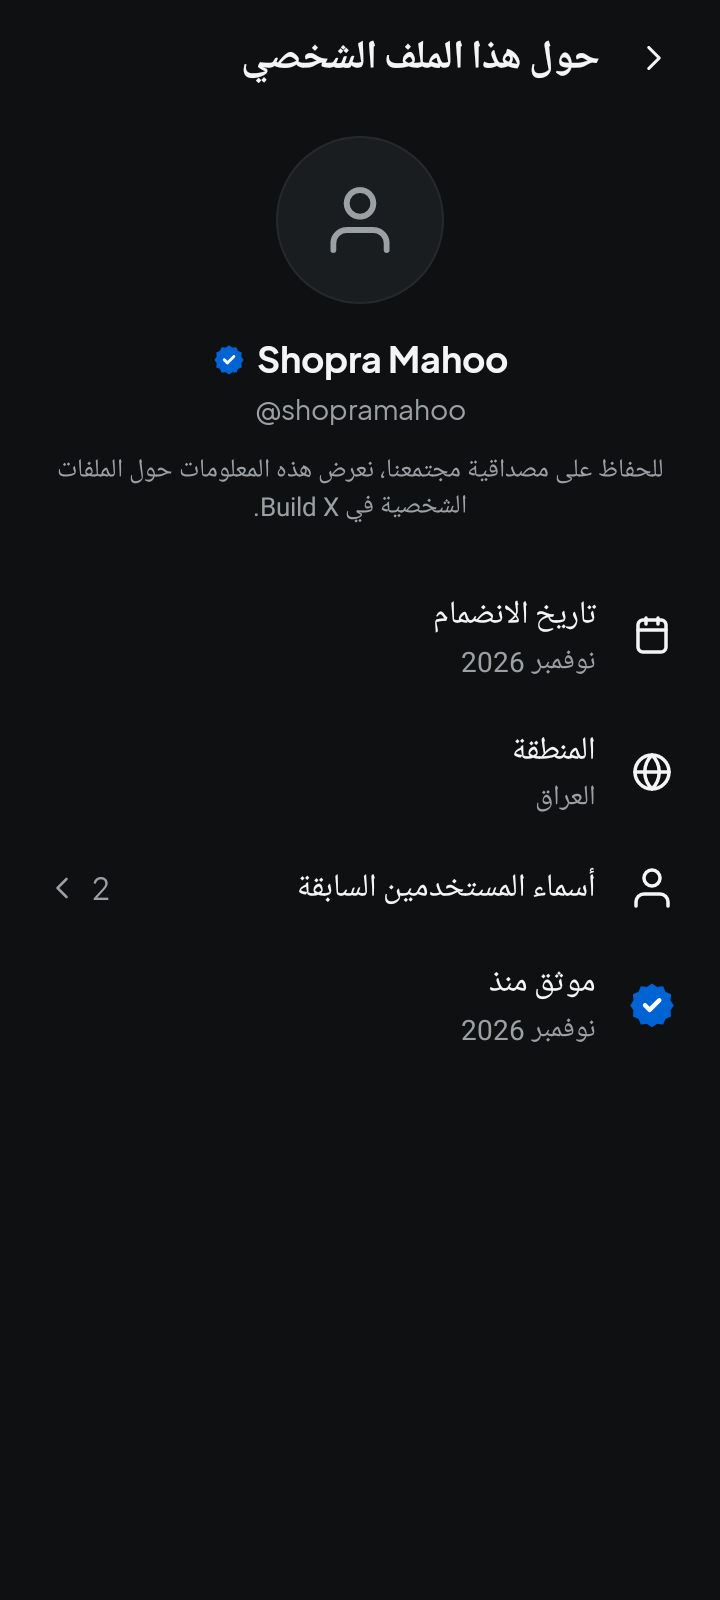 حول هذا الملف الشخصي
Shopra Mahoo
@shopramahoo
للحفاظ على مصداقية مجتمعنا، نعرض هذه المعلومات حول الملفات
الشخصية في Build X.
تاريخ الانضمام
نوفمبر 2026
المنطقة
العراق
أسماء المستخدمين السابقة 2
موثق منذ
نوفمبر 2026